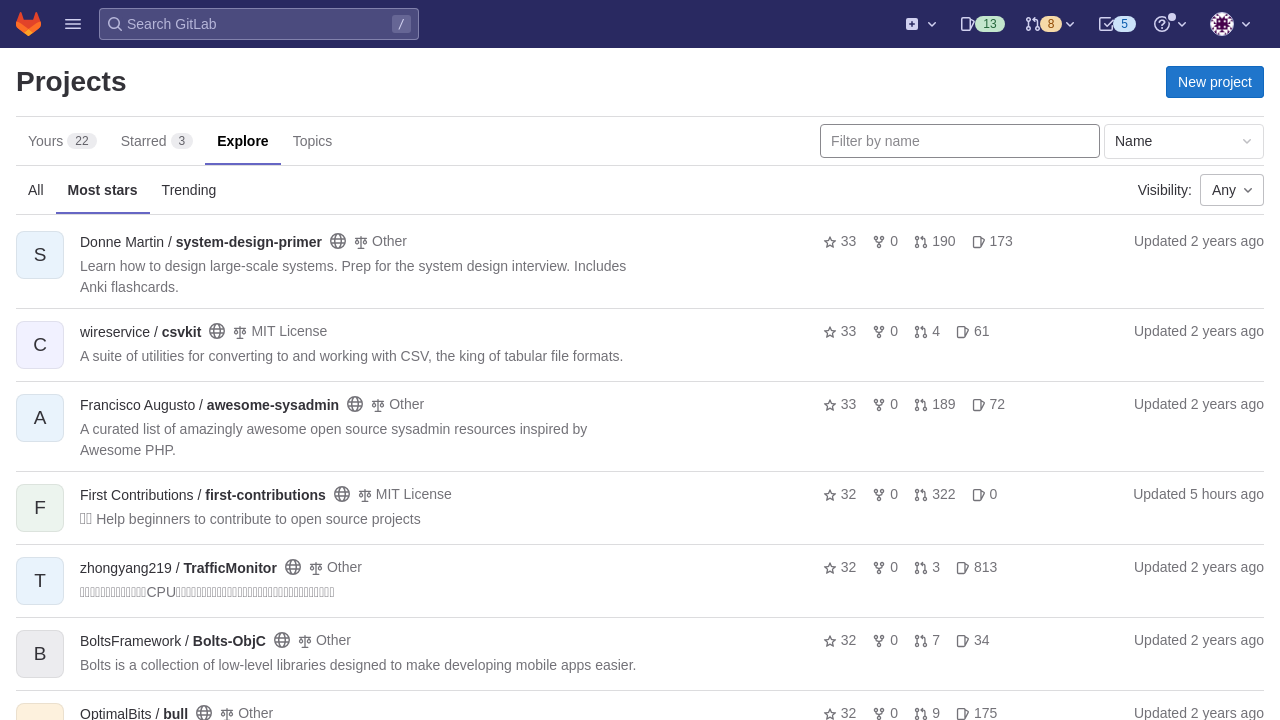 Search GitLab
/
13
8
5
Projects
New project
Yours 22
Starred 3
Explore
Topics
Filter by name
Name
All
Most stars
Trending
Visibility:
Any
S
Donne Martin / system-design-primer
Other
33
0
190
173
Updated 2 years ago
Learn how to design large-scale systems. Prep for the system design interview. Includes
Anki flashcards.
C
wireservice / csvkit
MIT License
33
0
4
61
Updated 2 years ago
A suite of utilities for converting to and working with CSV, the king of tabular file formats.
A
Francisco Augusto / awesome-sysadmin
Other
33
0
189
72
Updated 2 years ago
A curated list of amazingly awesome open source sysadmin resources inspired by
Awesome PHP.
F
First Contributions / first-contributions
MIT License
32
0
322
0
Updated 5 hours ago
Help beginners to contribute to open source projects
T
zhongyang219 / TrafficMonitor
Other
32
0
3
813
Updated 2 years ago
CPU
B
BoltsFramework / Bolts-ObjC
Other
32
0
7
34
Updated 2 years ago
Bolts is a collection of low-level libraries designed to make developing mobile apps easier.
OptimalBits / bull
Other
32
0
9
175
Updated 2 years ago